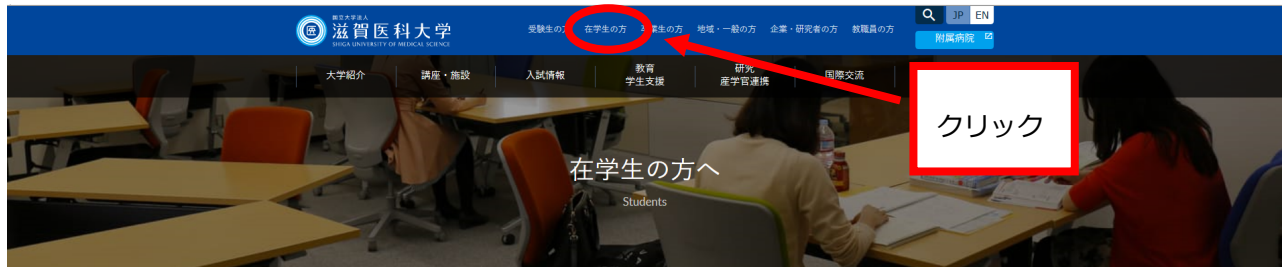 国立大学法人
滋賀医科大学
SHIGA UNIVERSITY OF MEDICAL SCIENCE
受験生の方 在学生の方 卒業生の方 地域・一般の方 企業・研究者の方 教職員の方
JP EN
附属病院
大学紹介 講座・施設 入試情報 教育 学生支援 研究 産学官連携 国際交流
クリック
在学生の方へ
Students